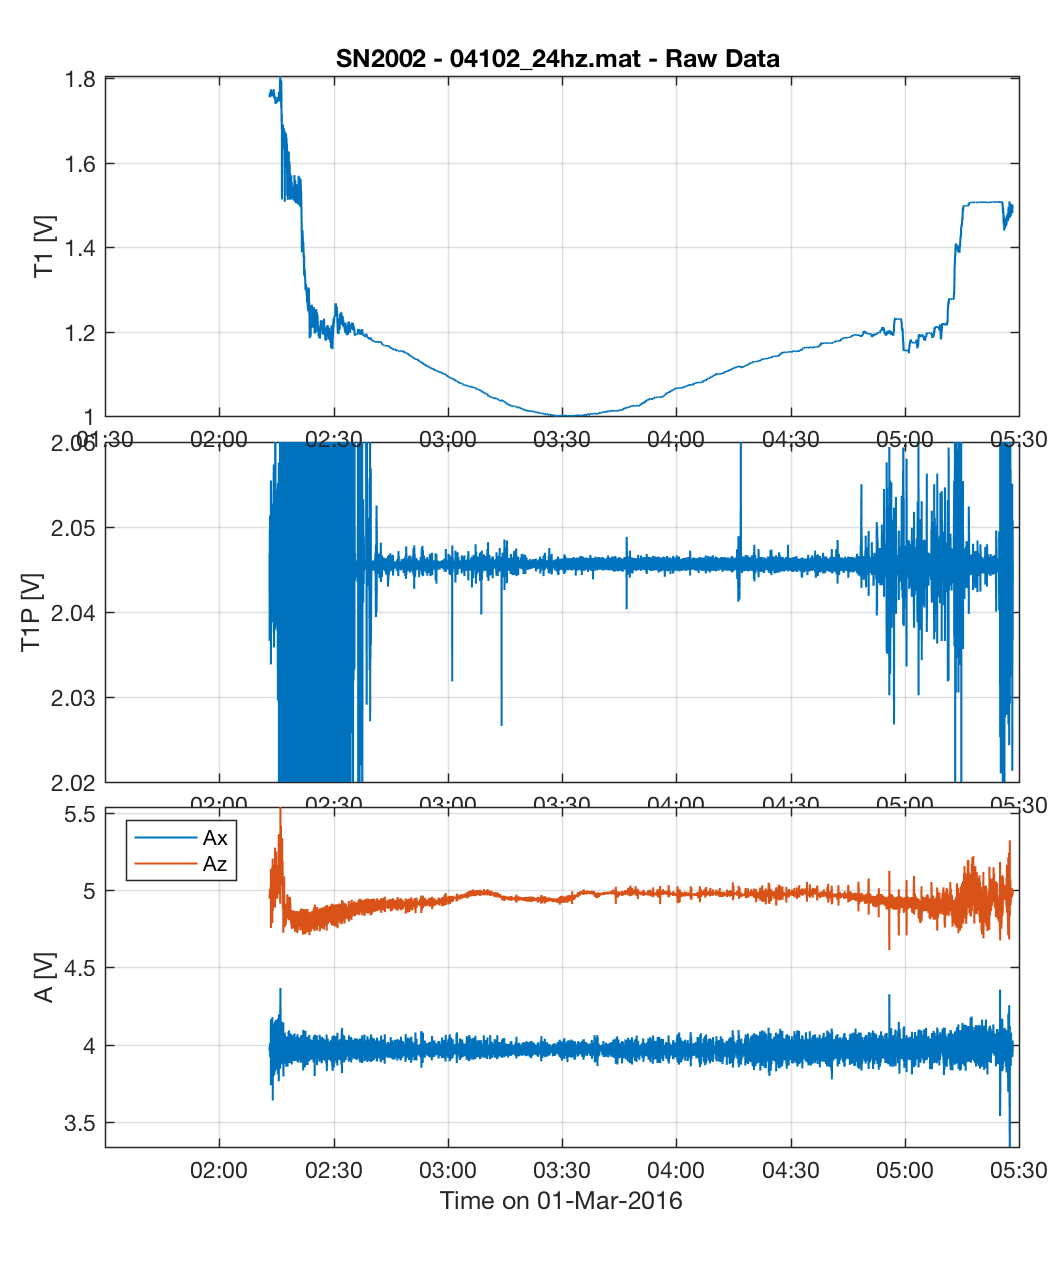 SN2002 - 04102_24hz.mat - Raw Data
1.8
1.6
1.4
1.2
1
T1 [V]
01:30 02:00 02:30 03:00 03:30 04:00 04:30 05:00 05:30
2.06
2.05
2.04
2.03
2.02
T1P [V]
02:00 02:30 03:00 03:30 04:00 04:30 05:00 05:30
5.5
5
4.5
4
3.5
A [V]
Ax
Az
02:00 02:30 03:00 03:30 04:00 04:30 05:00 05:30
Time on 01-Mar-2016